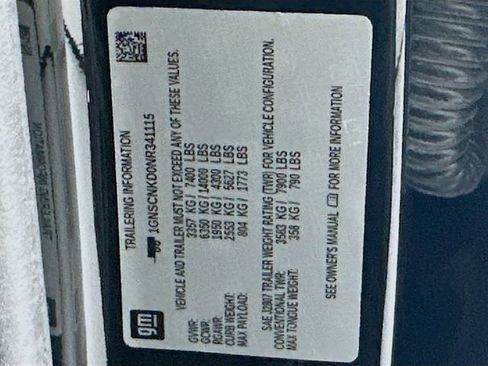 TRAILERING INFORMATION
1GNSCNKD0NR341115
VEHICLE AND TRAILER MUST NOT EXCEED ANY OF THESE VALUES.
GVWR: 3357 KG / 7400 LBS
GCWR: 6350 KG / 14000 LBS
RGAWR: 1950 KG / 4300 LBS
CURB WEIGHT: 2553 KG / 5627 LBS
MAX PAYLOAD: 804 KG / 1773 LBS
SAE J2807 TRAILER WEIGHT RATING (TWR) FOR VEHICLE CONFIGURATION.
CONVENTIONAL TWR: 3583 KG / 7900 LBS
MAX TONGUE WEIGHT: 358 KG / 790 LBS
SEE OWNER'S MANUAL FOR MORE INFORMATION
gm